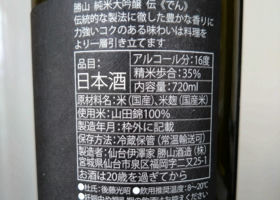 勝山 純米大吟醸 伝《でん》
伝統的な製法に徹した豊かな香りに
力強いコクのある味わいは料理を
より一層引き立てます
品目:
日本酒
アルコール分:16度
精米歩合:35%
内容量:720ml
原料名:米(国産)、米麹(国産米)
使用米:山田錦100%
製造年月:枠外に記載
保存方法:冷蔵保管(常温輸送可)
製造者:仙台伊澤家 勝山酒造(株)
宮城県仙台市泉区福岡字二又25-1
お酒は20歳を過ぎてから
●杜氏:後藤光昭 ●飲用推奨温度:8〜20℃